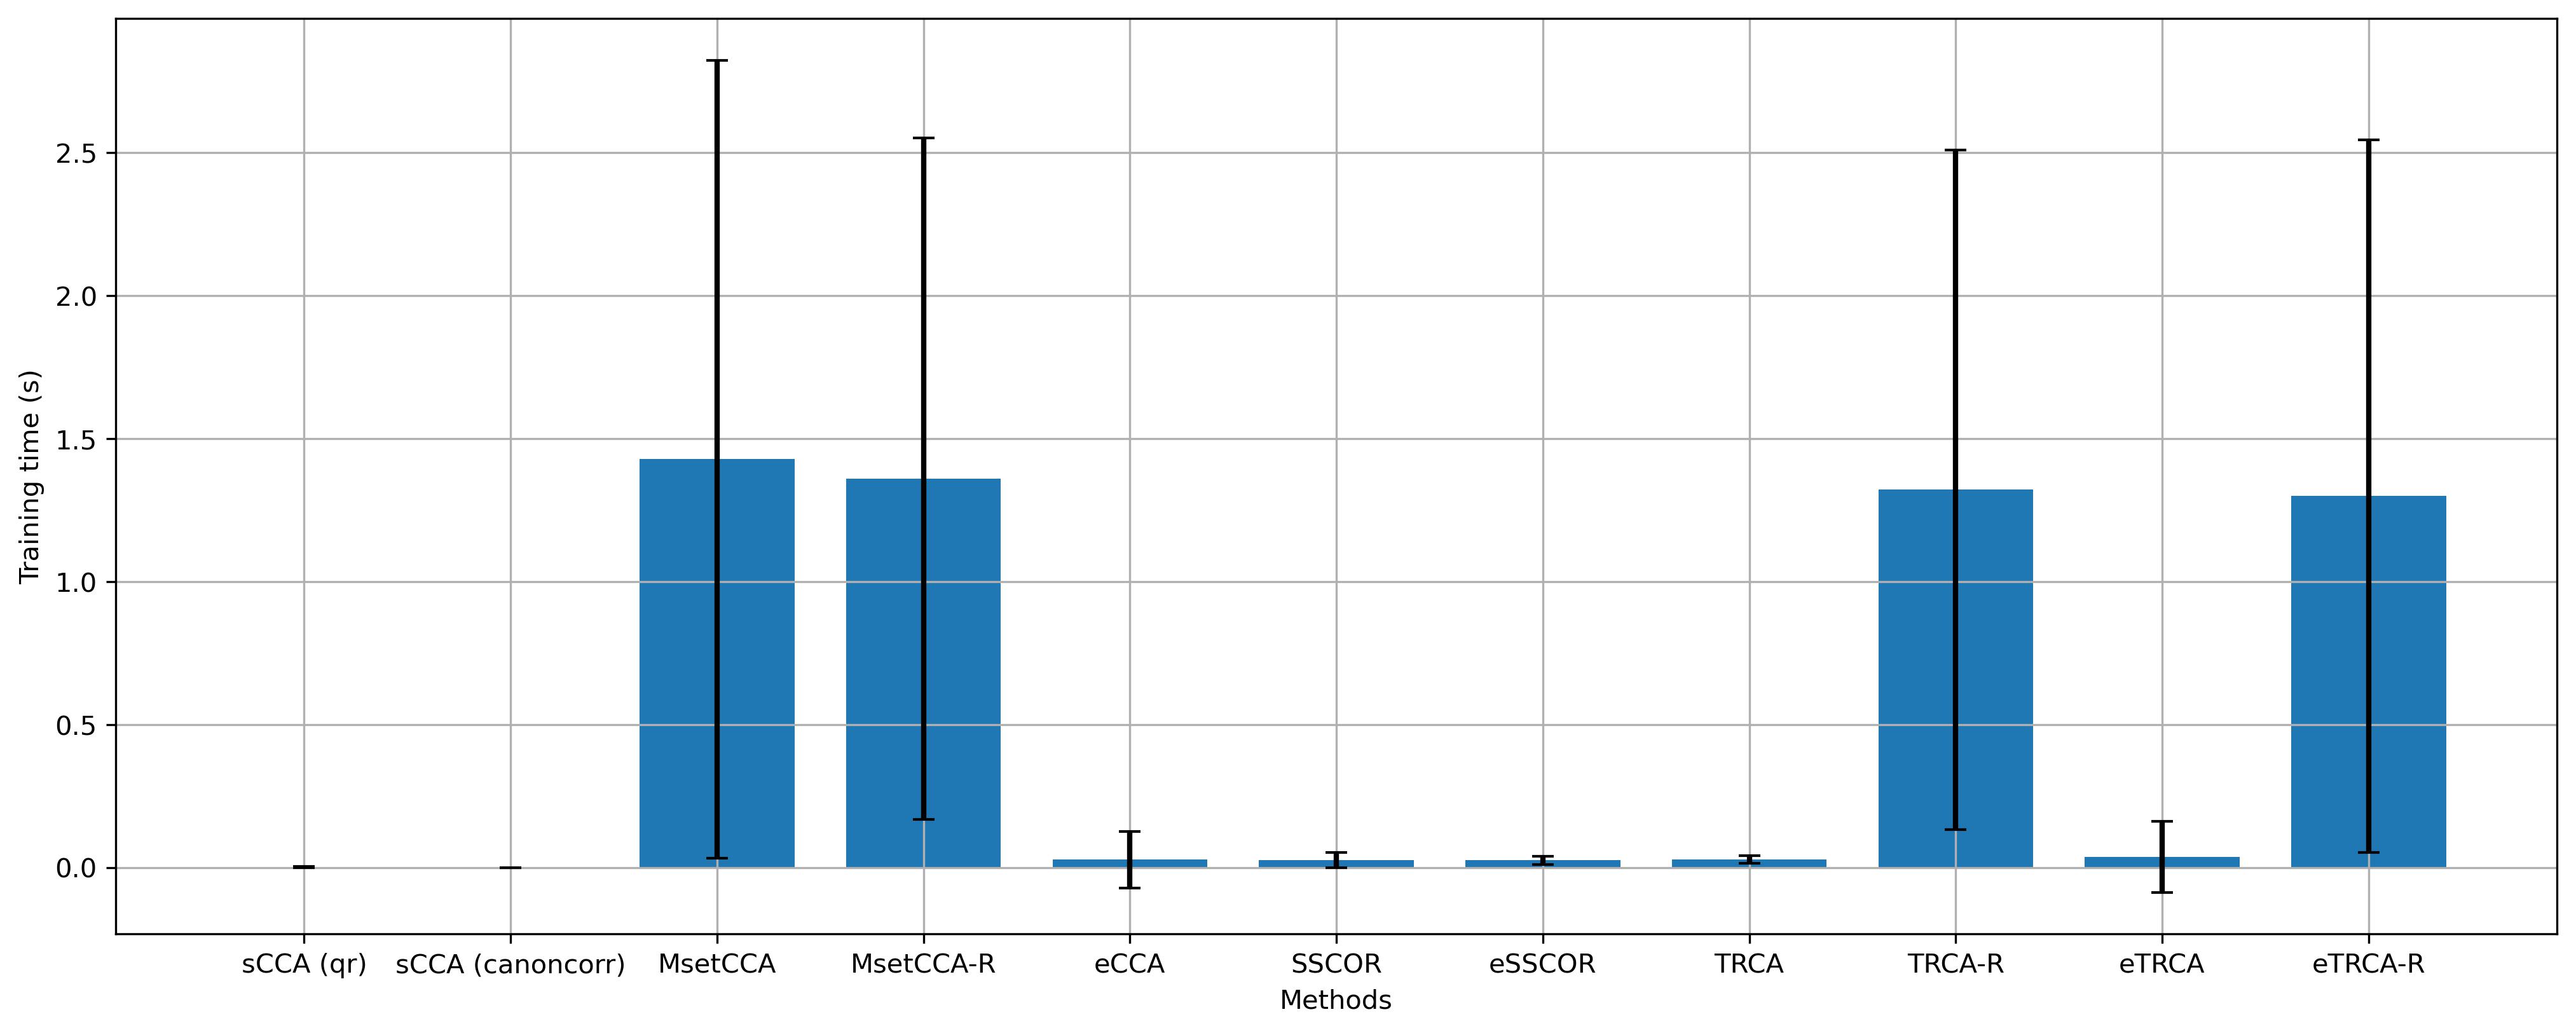 2.5
2.0
1.5
1.0
0.5
0.0
Training time (s)
sCCA (qr) sCCA (canoncorr) MsetCCA MsetCCA-R eCCA SSCOR eSSCOR TRCA TRCA-R eTRCA eTRCA-R
Methods